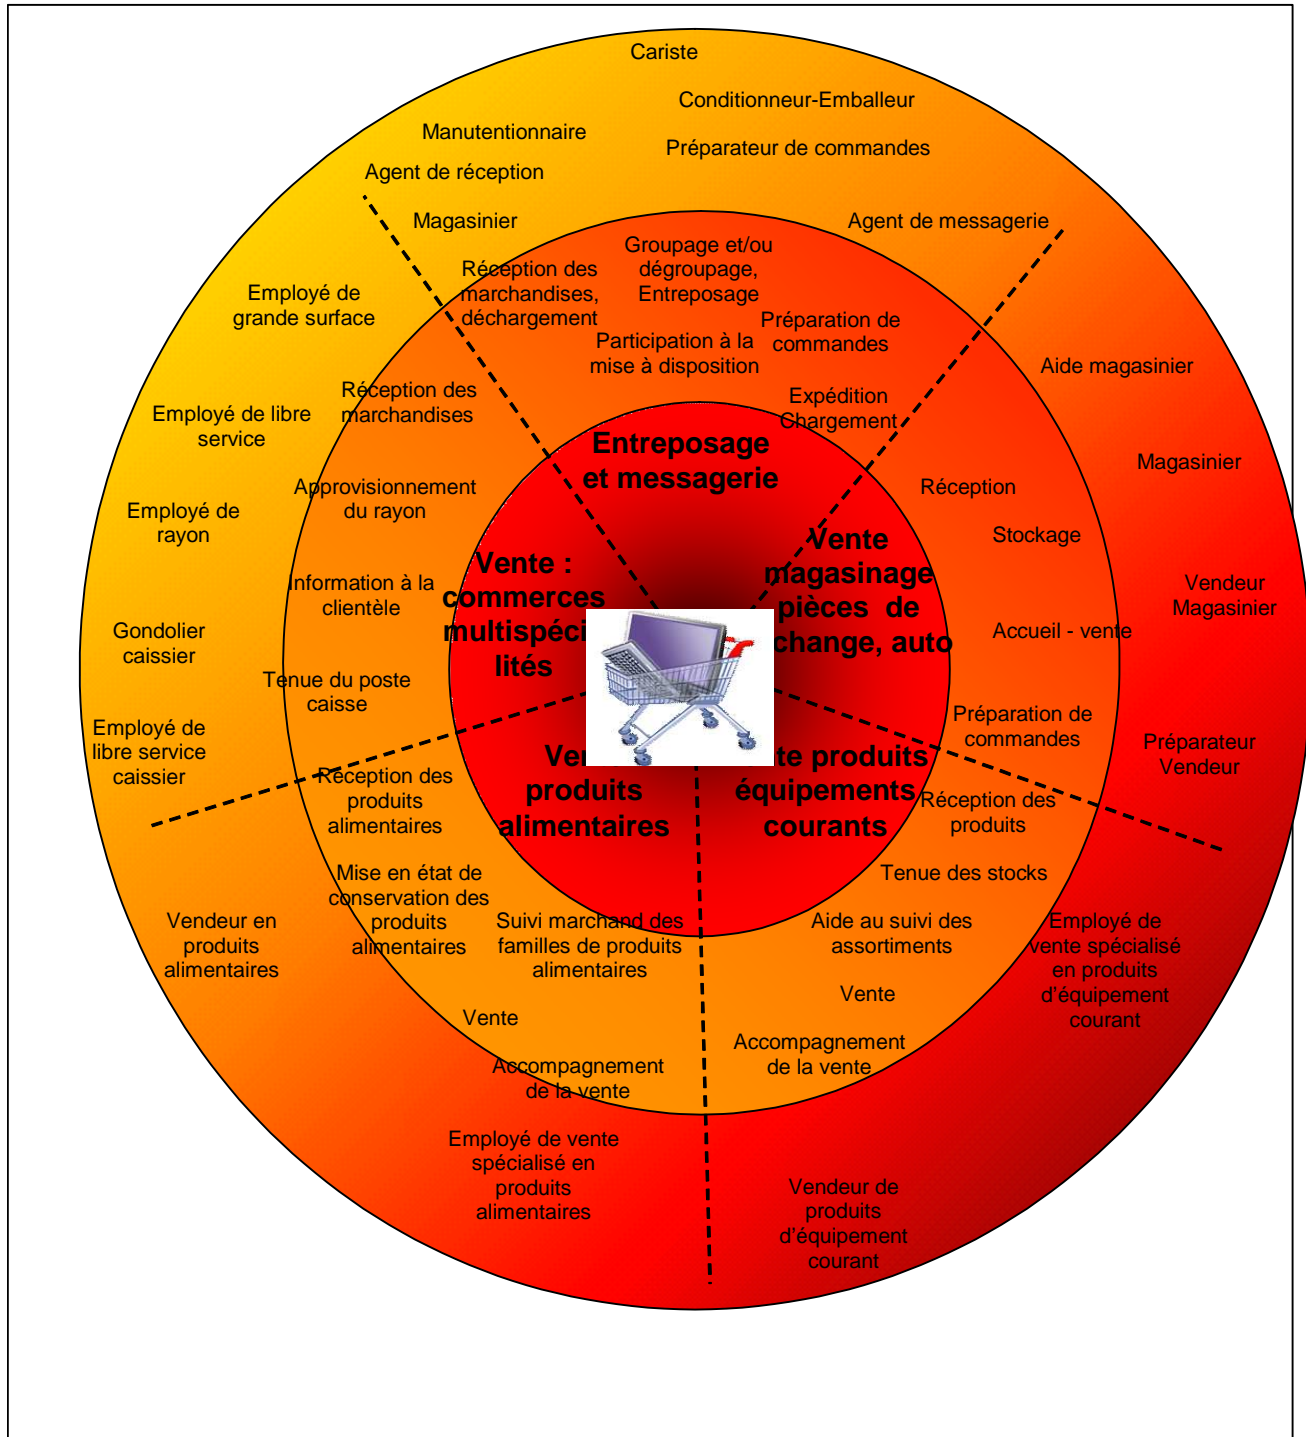 Cariste
Conditionneur-Emballeur
Manutentionnaire
Préparateur de commandes
Agent de réception
Magasinier
Agent de messagerie
Groupage et/ou
dégroupage,
Entreposage
Réception des
marchandises,
déchargement
Préparation de
commandes
Participation à la
mise à disposition
Expédition
Chargement
Entreposage
et messagerie
Employé de
grande surface
Employé de libre
service
Employé de
rayon
Gondolier
caissier
Employé de
libre service
caissier
Réception des
marchandises
Approvisionnement
du rayon
Information à la
clientèle
Tenue du poste
caisse
Vente :
commerces
multispéci
lités
Vente
magasinage
pièces de
change, auto
Réception
Stockage
Accueil - vente
Préparation de
commandes
Aide magasinier
Magasinier
Vendeur
Magasinier
Préparateur
Vendeur
Ven
produits
alimentaires
te produits
équipements
courants
Réception des
produits
alimentaires
Mise en état de
conservation des
produits
alimentaires
Suivi marchand des
familles de produits
alimentaires
Vente
Accompagnement
de la vente
Vendeur en
produits
alimentaires
Employé de vente
spécialisé en
produits
alimentaires
Réception des
produits
Tenue des stocks
Aide au suivi des
assortiments
Vente
Accompagnement
de la vente
Employé de
vente spécialisé
en produits
d'équipement
courant
Vendeur de
produits
d'équipement
courant